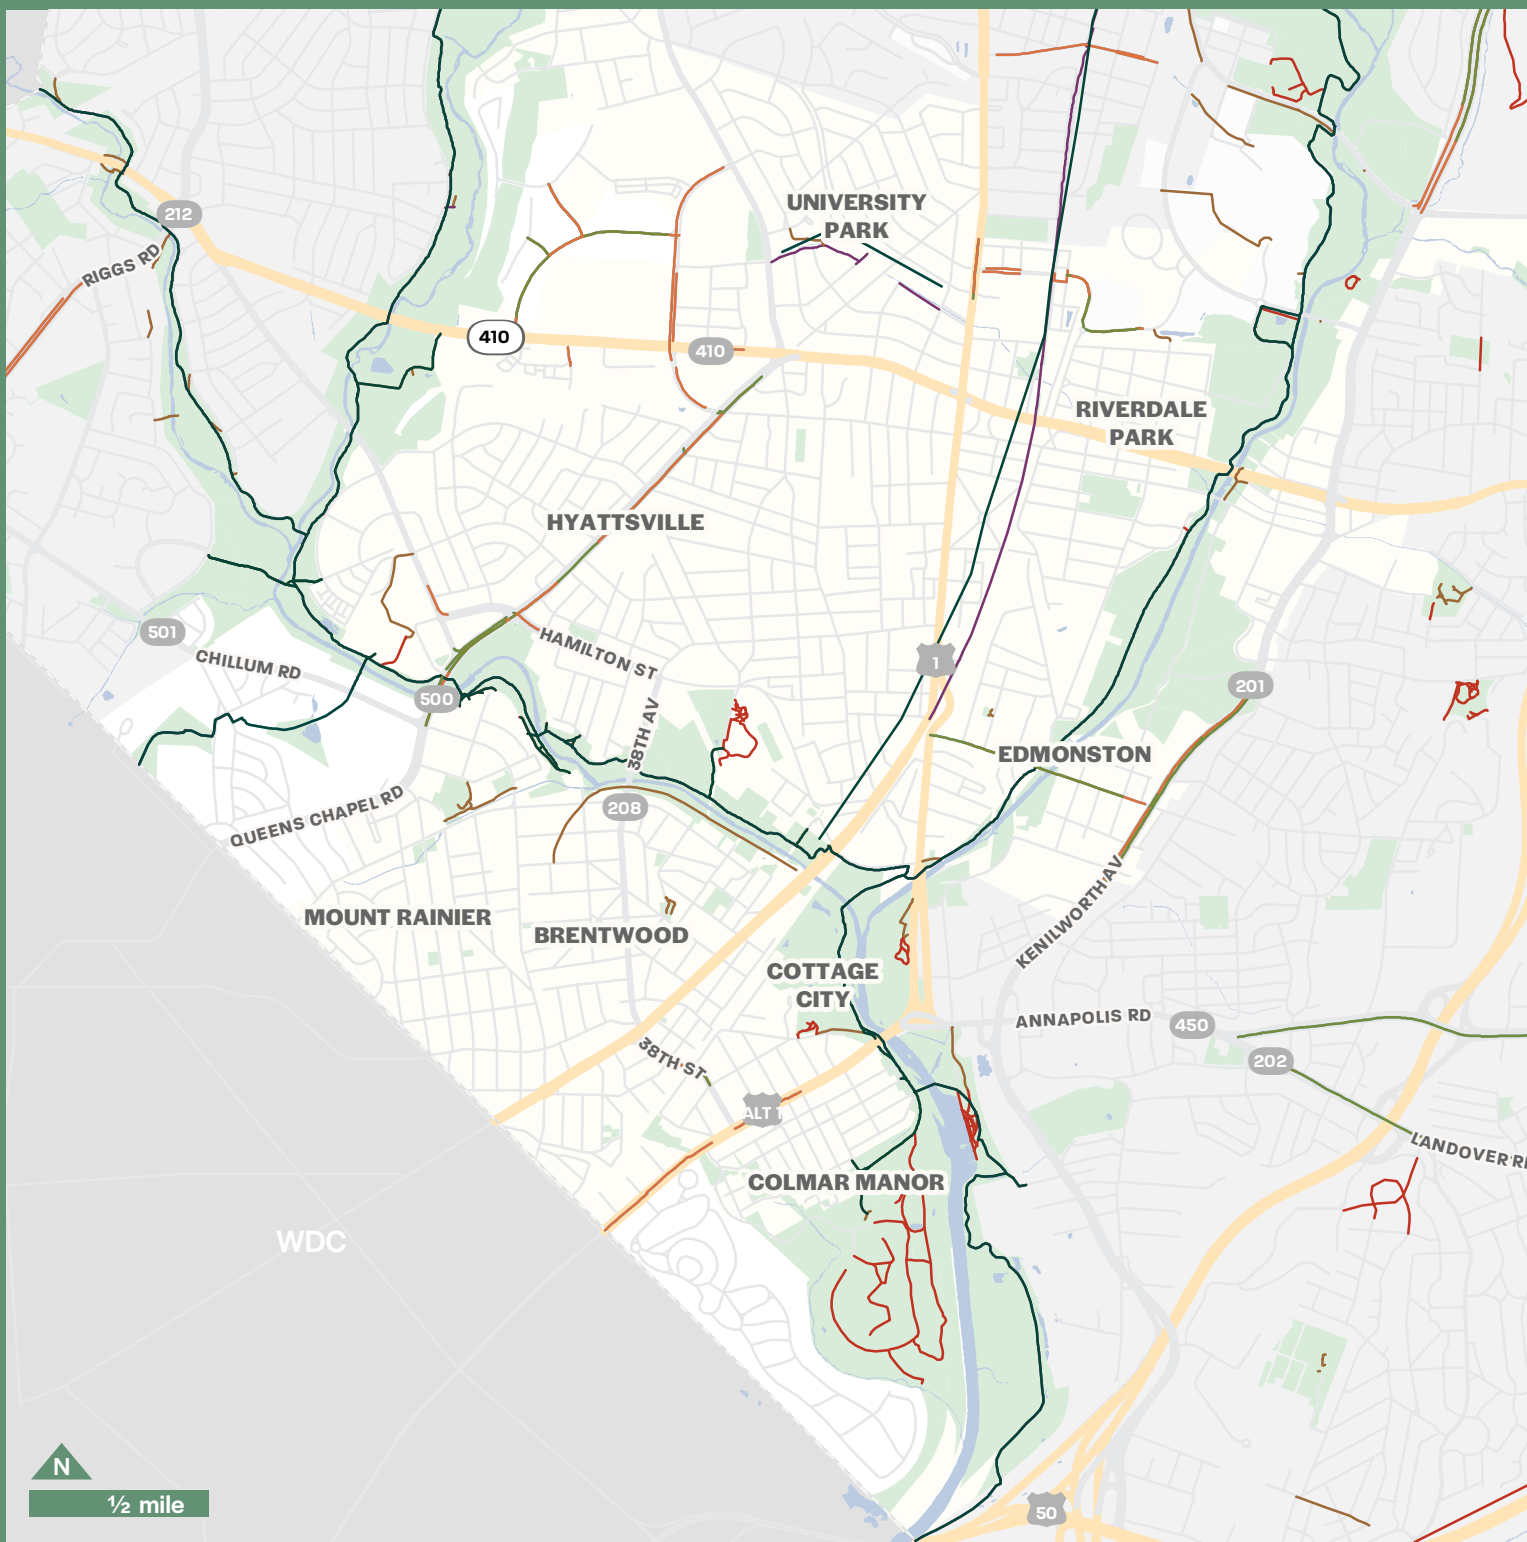 UNIVERSITY
PARK
212
RIGGS RD
410
410
RIVERDALE
PARK
HYATTSVILLE
501
CHILLUM RD
HAMILTON ST
1
201
500
38TH AV
EDMONSTON
QUEENS CHAPEL RD
208
MOUNT RAINIER
BRENTWOOD
KENILWORTH AV
COTTAGE
CITY
ANNAPOLIS RD
450
202
38TH ST
ALT 1
LANDOVER R
COLMAR MANOR
WDC
N
½ mile
50